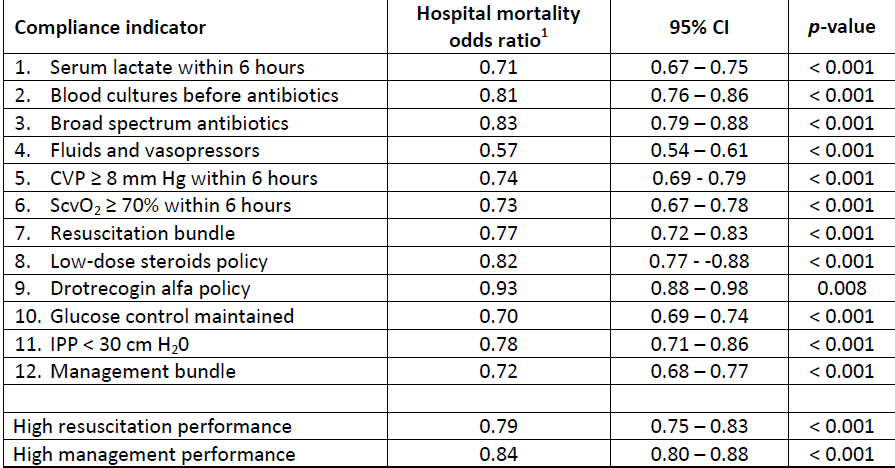 Compliance indicator Hospital mortality odds ratio1 95% CI p-value
1. Serum lactate within 6 hours 0.71 0.67 – 0.75 < 0.001
2. Blood cultures before antibiotics 0.81 0.76 – 0.86 < 0.001
3. Broad spectrum antibiotics 0.83 0.79 – 0.88 < 0.001
4. Fluids and vasopressors 0.57 0.54 – 0.61 < 0.001
5. CVP ≥ 8 mm Hg within 6 hours 0.74 0.69 - 0.79 < 0.001
6. ScvO2 ≥ 70% within 6 hours 0.73 0.67 – 0.78 < 0.001
7. Resuscitation bundle 0.77 0.72 – 0.83 < 0.001
8. Low-dose steroids policy 0.82 0.77 - -0.88 < 0.001
9. Drotrecogin alfa policy 0.93 0.88 – 0.98 0.008
10. Glucose control maintained 0.70 0.69 – 0.74 < 0.001
11. IPP < 30 cm H20 0.78 0.71 – 0.86 < 0.001
12. Management bundle 0.72 0.68 – 0.77 < 0.001
High resuscitation performance 0.79 0.75 – 0.83 < 0.001
High management performance 0.84 0.80 – 0.88 < 0.001